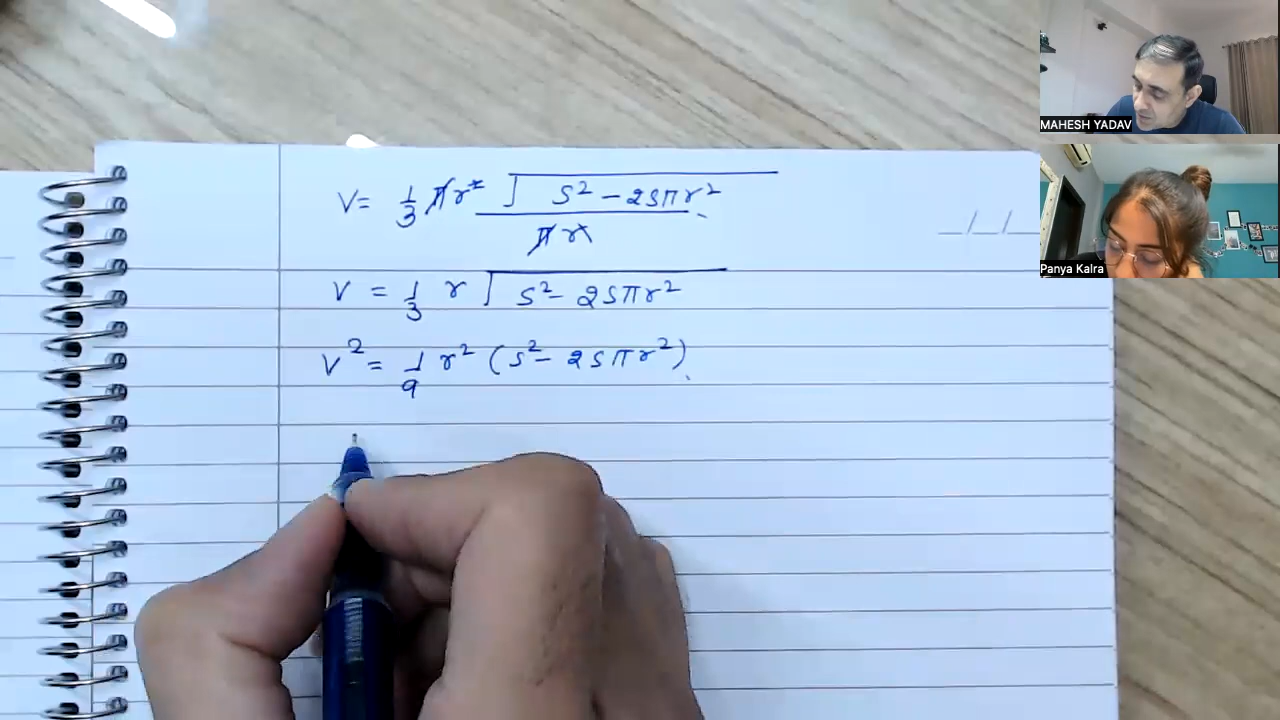 V = 1/3 πr² √(S² - 2Sπr²)
πr
V = 1/3 r √(S² - 2Sπr²)
V² = 1/9 r² (S² - 2Sπr²)
_/_/_
MAHESH YADAV
Panya Kalra